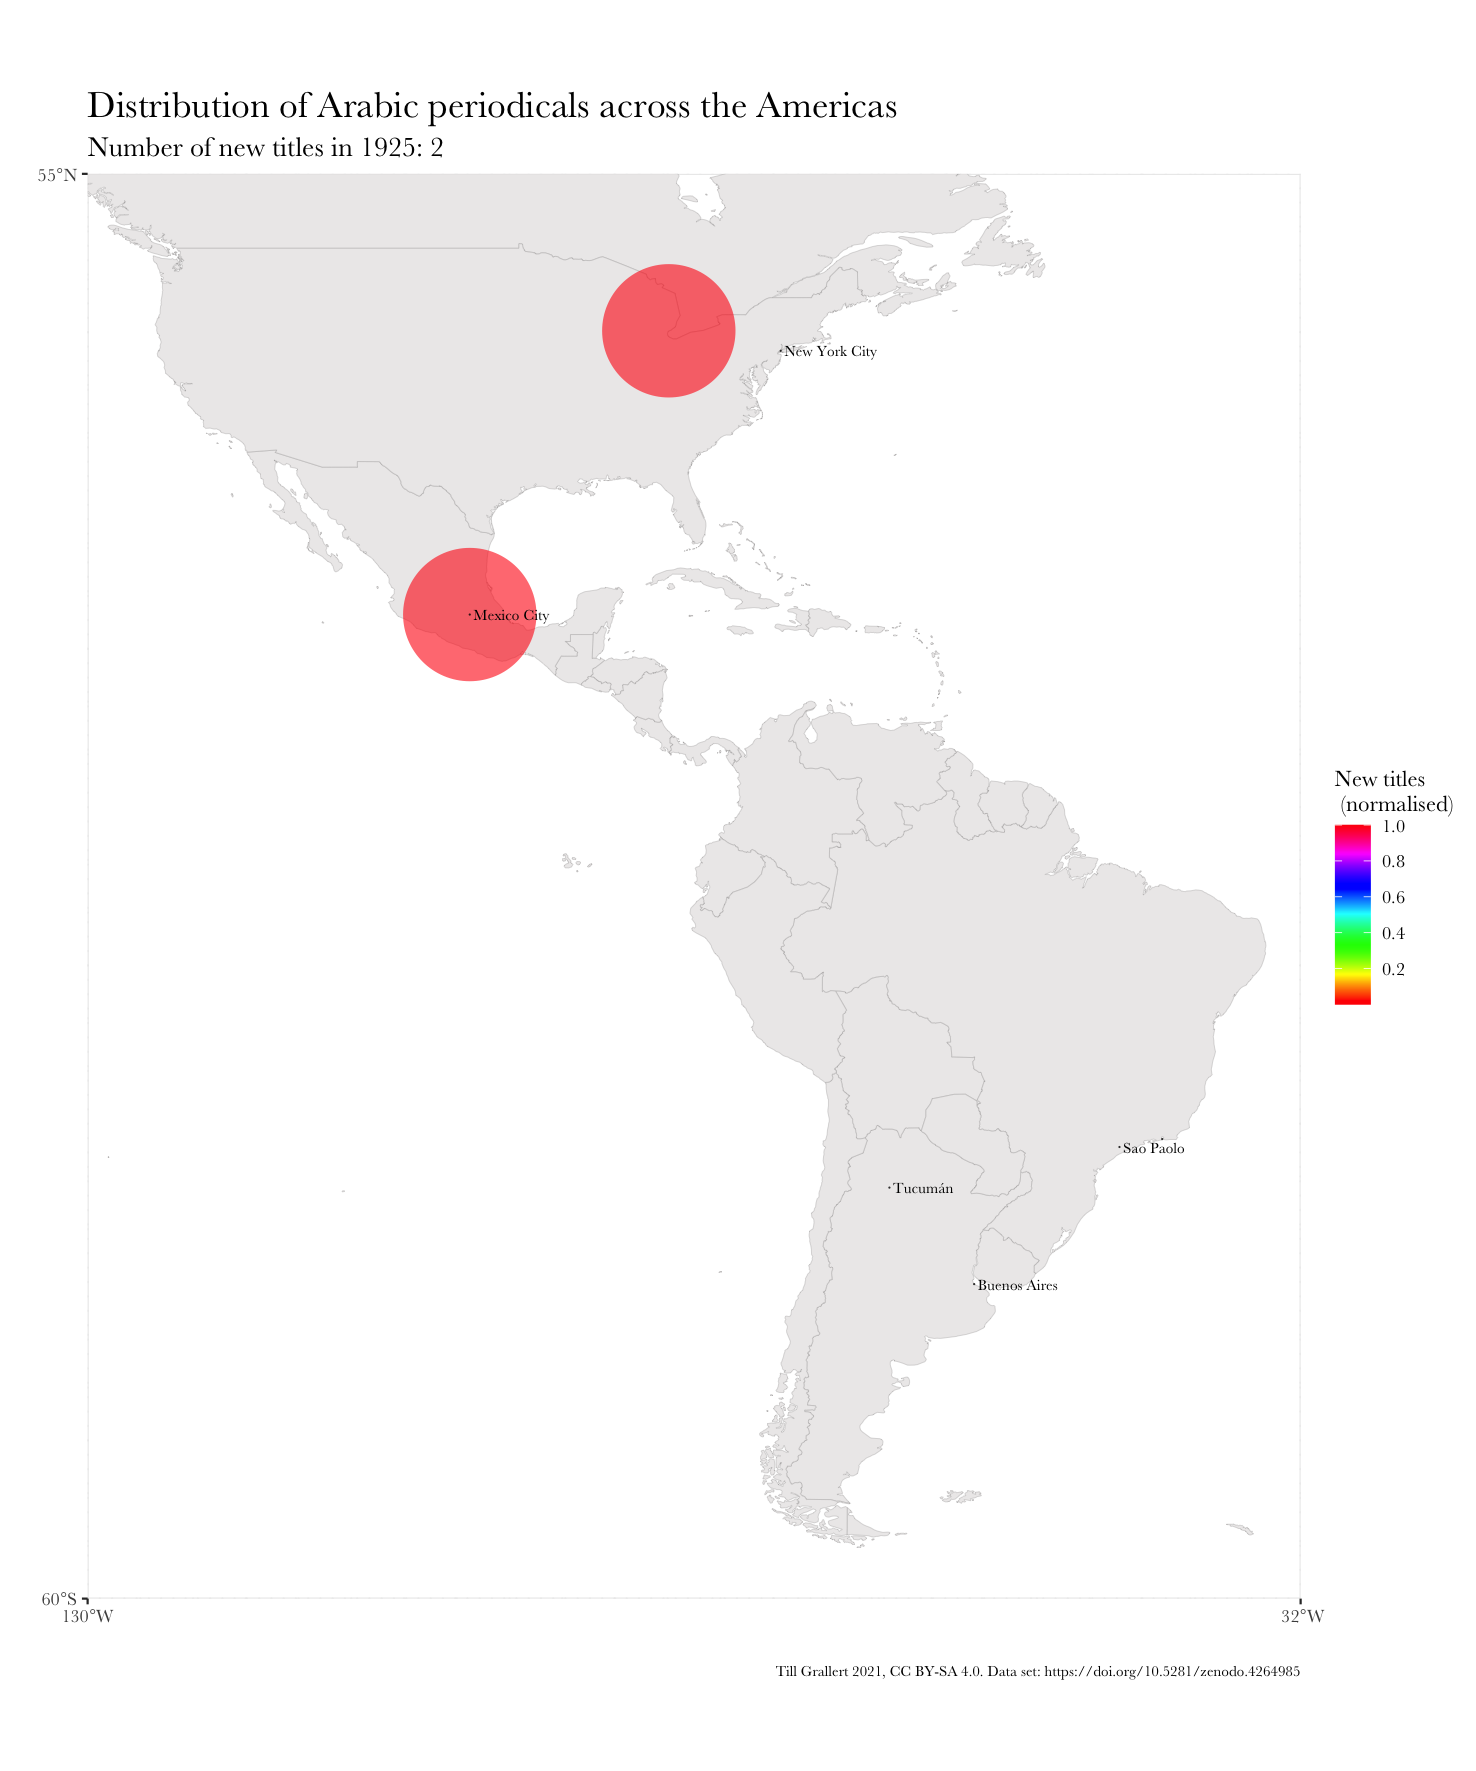 Distribution of Arabic periodicals across the Americas
Number of new titles in 1925: 2
55°N
New York City
Mexico City
New titles
(normalised)
1.0
0.8
0.6
0.4
0.2
Sao Paolo
Tucumán
Buenos Aires
60°S
130°W
32°W
Till Grallert 2021, CC BY-SA 4.0. Data set: https://doi.org/10.5281/zenodo.4264985